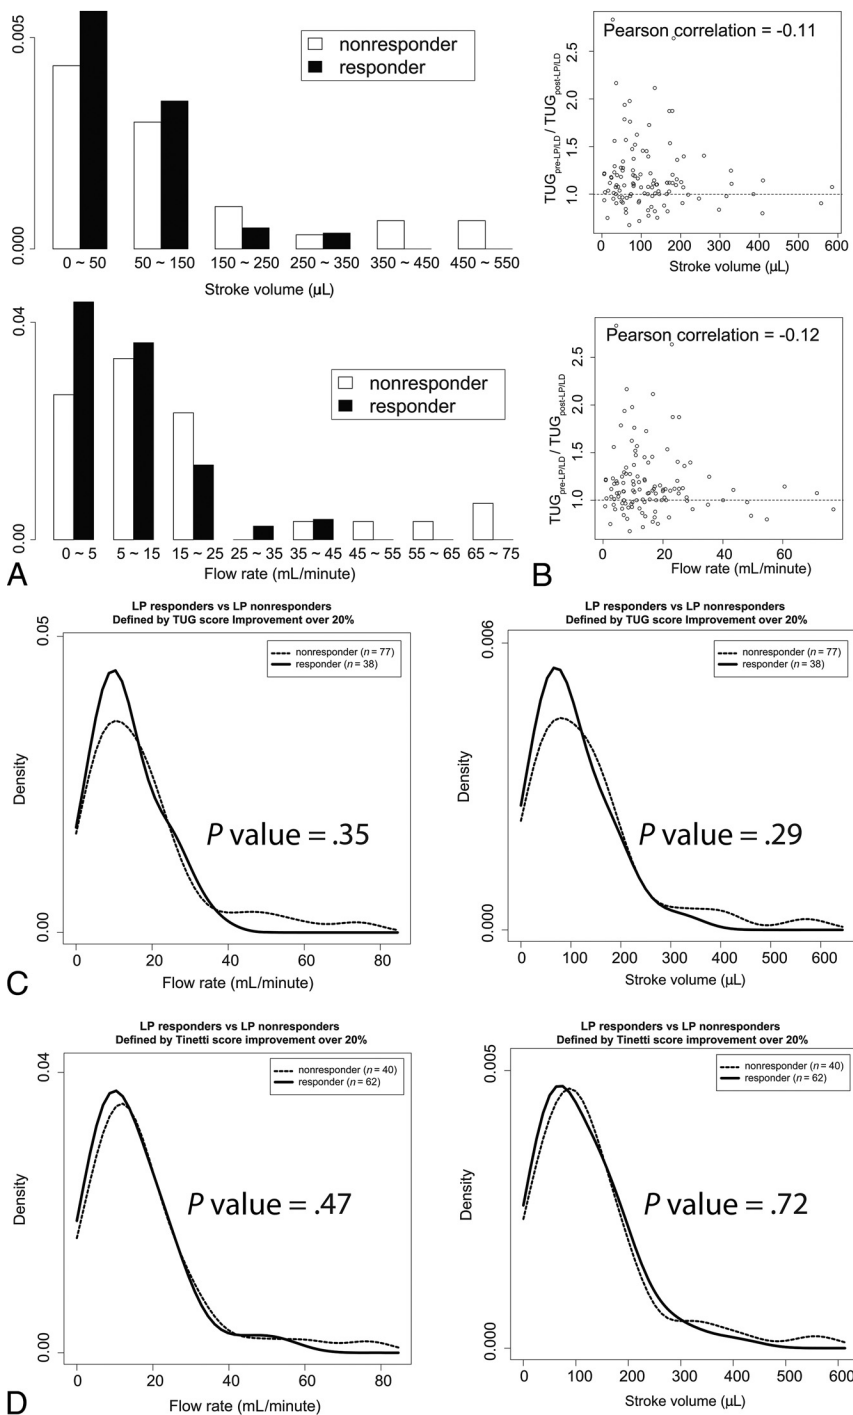 0.005
0.000
nonresponder
responder
0 ~ 50
50 ~ 150
150 ~ 250
250 ~ 350
350 ~ 450
450 ~ 550
Stroke volume (µL)
0.04
0.00
nonresponder
responder
0 ~ 5
5 ~ 15
15 ~ 25
25 ~ 35
35 ~ 45
45 ~ 55
55 ~ 65
65 ~ 75
Flow rate (mL/minute)
A
Pearson correlation = -0.11
TUGpre-LP/LD / TUGpost-LP/LD
2.5
2.0
1.5
1.0
0
100
200
300
400
500
600
Stroke volume (µL)
Pearson correlation = -0.12
TUGpre-LP/LD / TUGpost-LP/LD
2.5
2.0
1.5
1.0
0
20
40
60
Flow rate (mL/minute)
B
LP responders vs LP nonresponders
Defined by TUG score Improvement over 20%
0.05
0.00
Density
nonresponder (n = 77)
responder (n = 38)
P value = .35
0
20
40
60
80
Flow rate (mL/minute)
C
LP responders vs LP nonresponders
Defined by TUG score Improvement over 20%
0.006
0.000
Density
nonresponder (n = 77)
responder (n = 38)
P value = .29
0
100
200
300
400
500
600
Stroke volume (µL)
LP responders vs LP nonresponders
Defined by Tinetti score improvement over 20%
0.04
0.00
Density
nonresponder (n = 40)
responder (n = 62)
P value = .47
0
20
40
60
80
Flow rate (mL/minute)
D
LP responders vs LP nonresponders
Defined by Tinetti score improvement over 20%
0.005
0.000
Density
nonresponder (n = 40)
responder (n = 62)
P value = .72
0
100
200
300
400
500
600
Stroke volume (µL)